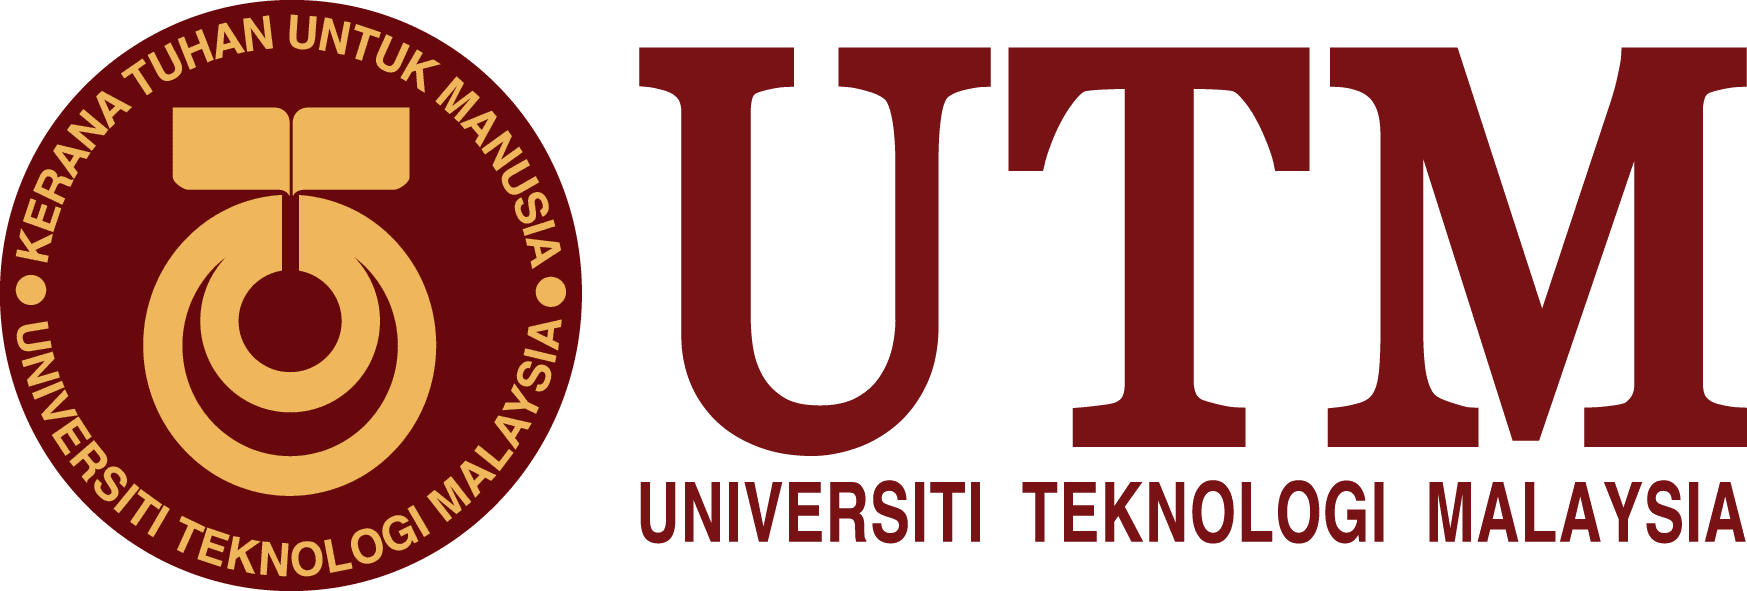 KERANA TUHAN UNTUK MANUSIA
UNIVERSITI TEKNOLOGI MALAYSIA
UTM
UNIVERSITI TEKNOLOGI MALAYSIA